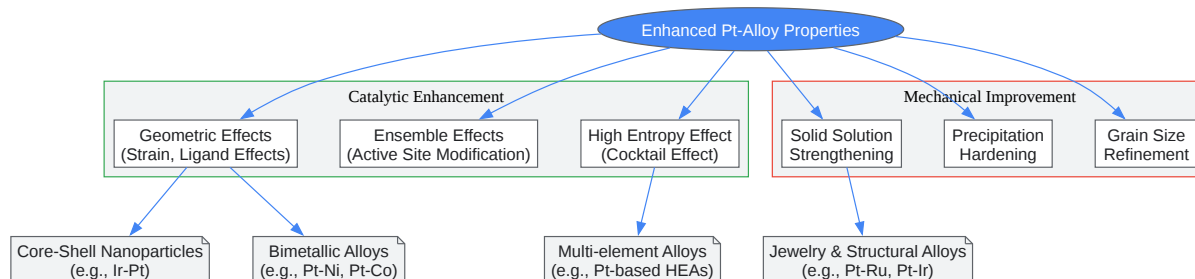 Enhanced Pt-Alloy Properties
Catalytic Enhancement
Mechanical Improvement
Geometric Effects
(Strain, Ligand Effects)
Ensemble Effects
(Active Site Modification)
High Entropy Effect
(Cocktail Effect)
Solid Solution
Strengthening
Precipitation
Hardening
Grain Size
Refinement
Core-Shell Nanoparticles
(e.g., Ir-Pt)
Bimetallic Alloys
(e.g., Pt-Ni, Pt-Co)
Multi-element Alloys
(e.g., Pt-based HEAs)
Jewelry & Structural Alloys
(e.g., Pt-Ru, Pt-Ir)